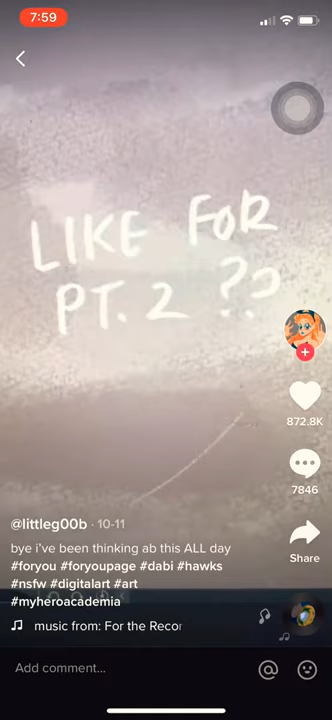 7:59
LIKE FOR
PT. 2 ??
872.8K
7846
Share
@littleg00b · 10-11
bye i've been thinking ab this ALL day
#foryou #foryoupage #dabi #hawks
#nsfw #digitalart #art
#myheroacademia
music from: For the Recor
Add comment...